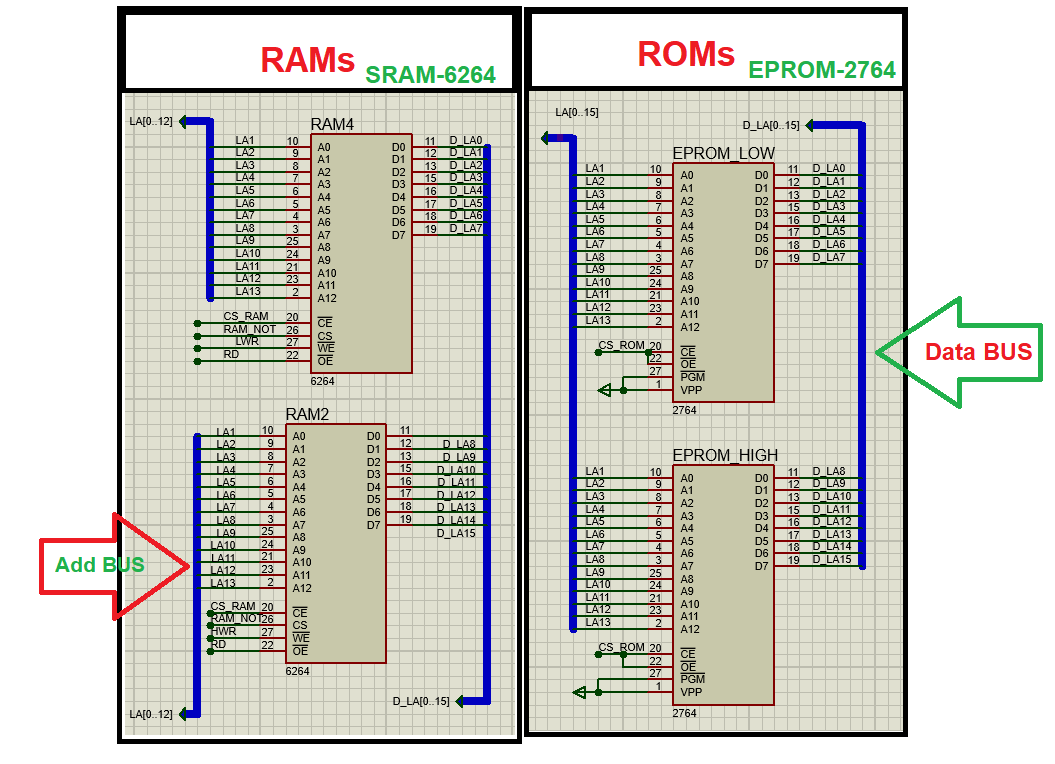 RAMs
SRAM-6264
LA[0..12]
RAM4
LA1 10 A0 D0 11 D_LA0
LA2 9 A1 D1 12 D_LA1
LA3 8 A2 D2 13 D_LA2
LA4 7 A3 D3 15 D_LA3
LA5 6 A4 D4 16 D_LA4
LA6 5 A5 D5 17 D_LA5
LA7 4 A6 D6 18 D_LA6
LA8 3 A7 D7 19 D_LA7
LA9 25 A8
LA10 24 A9
LA11 21 A10
LA12 23 A11
LA13 2 A12
CS_RAM 20 CE
RAM_NOT 26 CS
LWR 27 WE
RD 22 OE
6264
RAM2
LA1 10 A0 D0 11
LA2 9 A1 D1 12 D_LA8
LA3 8 A2 D2 13 D_LA9
LA4 7 A3 D3 15 D_LA10
LA5 6 A4 D4 16 D_LA11
LA6 5 A5 D5 17 D_LA12
LA7 4 A6 D6 18 D_LA13
LA8 3 A7 D7 19 D_LA14
LA9 25 A8 D_LA15
LA10 24 A9
LA11 21 A10
LA12 23 A11
LA13 2 A12
CS_RAM 20 CE
RAM_NOT 26 CS
HWR 27 WE
RD 22 OE
6264
D_LA[0..15]
LA[0..12]
Add BUS
ROMs
EPROM-2764
LA[0..15]
D_LA[0..15]
EPROM_LOW
LA1 10 A0 D0 11 D_LA0
LA2 9 A1 D1 12 D_LA1
LA3 8 A2 D2 13 D_LA2
LA4 7 A3 D3 15 D_LA3
LA5 6 A4 D4 16 D_LA4
LA6 5 A5 D5 17 D_LA5
LA7 4 A6 D6 18 D_LA6
LA8 3 A7 D7 19 D_LA7
LA9 25 A8
LA10 24 A9
LA11 21 A10
LA12 23 A11
LA13 2 A12
CS_ROM 20 CE
22 OE
27 PGM
1 VPP
2764
EPROM_HIGH
LA1 10 A0 D0 11 D_LA8
LA2 9 A1 D1 12 D_LA9
LA3 8 A2 D2 13 D_LA10
LA4 7 A3 D3 15 D_LA11
LA5 6 A4 D4 16 D_LA12
LA6 5 A5 D5 17 D_LA13
LA7 4 A6 D6 18 D_LA14
LA8 3 A7 D7 19 D_LA15
LA9 25 A8
LA10 24 A9
LA11 21 A10
LA12 23 A11
LA13 2 A12
CS_ROM 20 CE
22 OE
27 PGM
1 VPP
2764
Data BUS